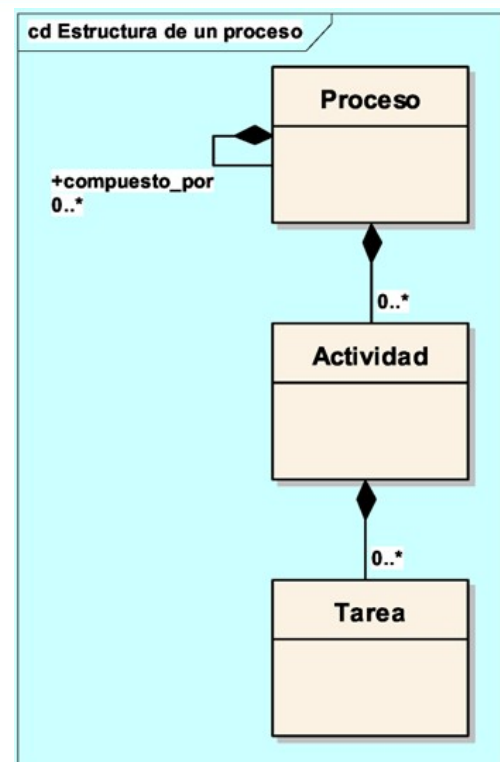 cd Estructura de un proceso
Proceso
+compuesto_por
0..*
0..*
Actividad
0..*
Tarea